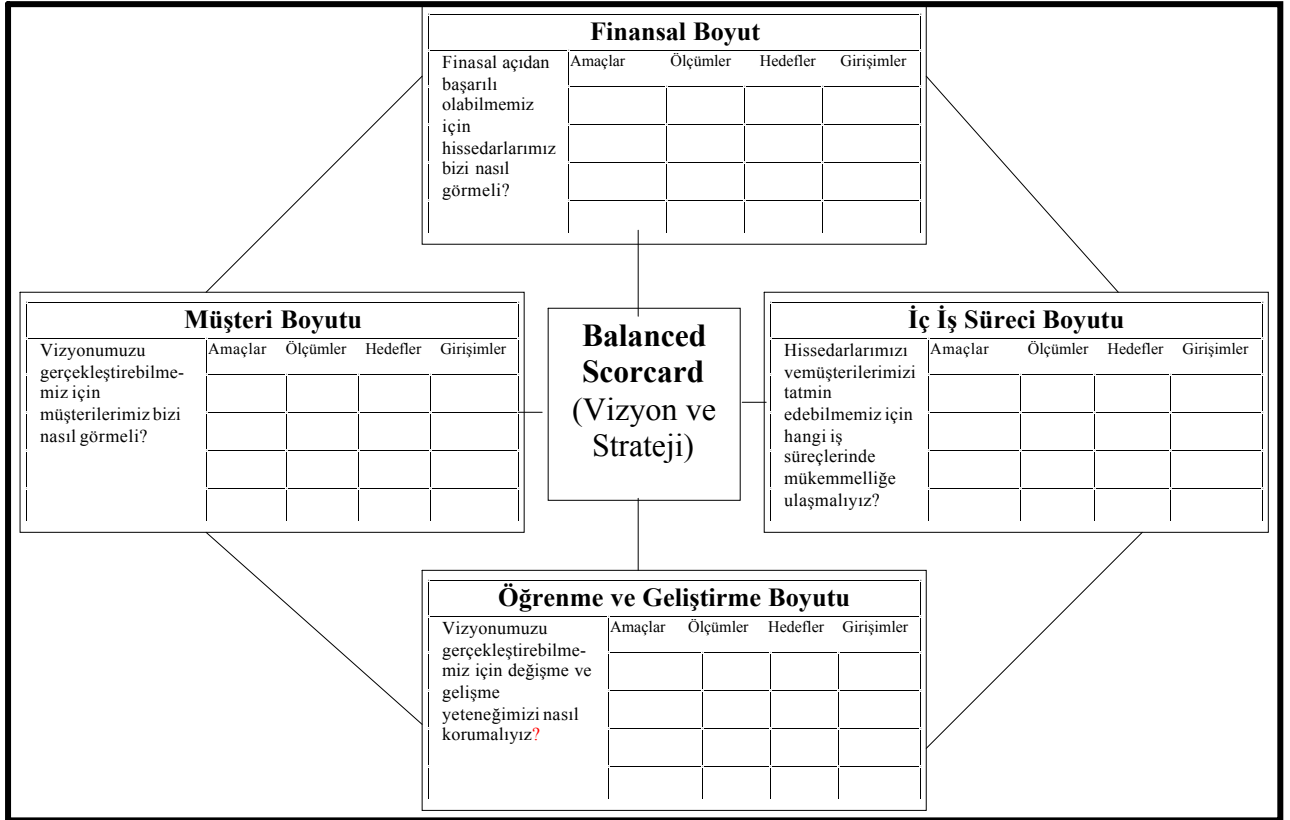 Finansal Boyut
Finasal açıdan
başarılı
olabilmemiz
için
hissedarlarımız
bizi nasıl
görmeli?
Amaçlar Ölçümler Hedefler Girişimler
Müşteri Boyutu
Vizyonumuzu
gerçekleştirebilme-
miz için
müşterilerimiz bizi
nasıl görmeli?
Amaçlar Ölçümler Hedefler Girişimler
Balanced
Scorcard
(Vizyon ve
Strateji)
İç İş Süreci Boyutu
Hissedarlarımızı
vemüşterilerimizi
tatmin
edebilmemiz için
hangi iş
süreçlerinde
mükemmelliğe
ulaşmalıyız?
Amaçlar Ölçümler Hedefler Girişimler
Öğrenme ve Geliştirme Boyutu
Vizyonumuzu
gerçekleştirebilme-
miz için değişme ve
gelişme
yeteneğimizi nasıl
korumalıyız?
Amaçlar Ölçümler Hedefler Girişimler